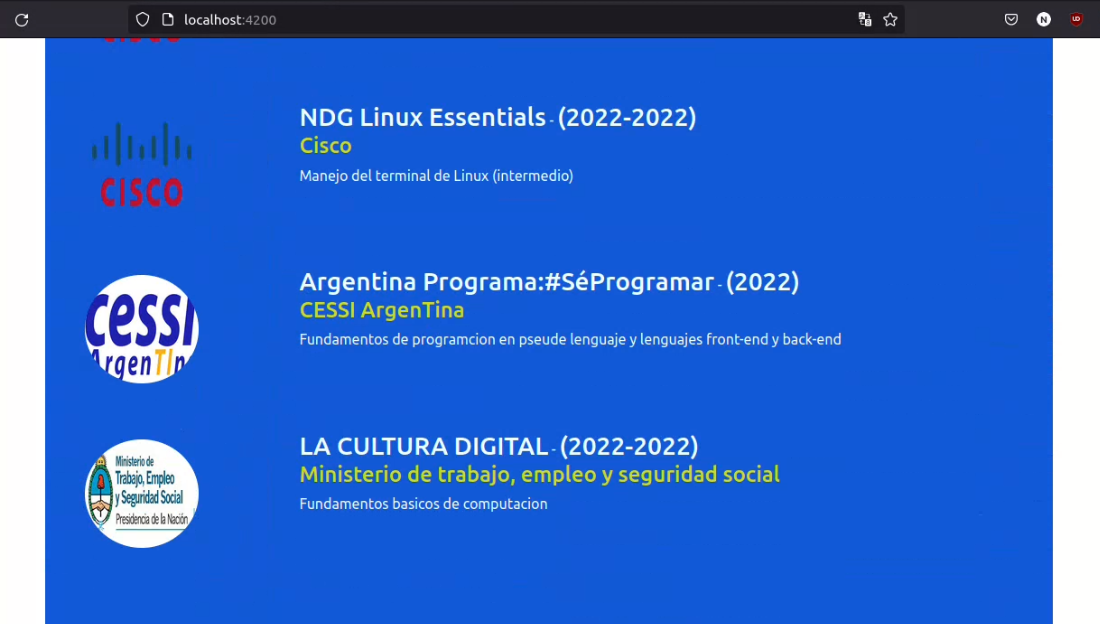 localhost:4200
CISCO
NDG Linux Essentials - (2022-2022)
Cisco
Manejo del terminal de Linux (intermedio)
CISCO
Argentina Programa:#SéProgramar - (2022)
CESSI ArgenTina
Fundamentos de programcion en pseude lenguaje y lenguajes front-end y back-end
cessi
ArgenTIna
LA CULTURA DIGITAL - (2022-2022)
Ministerio de trabajo, empleo y seguridad social
Fundamentos basicos de computacion
Ministerio de
Trabajo, Empleo
y Seguridad Social
Presidencia de la Nación